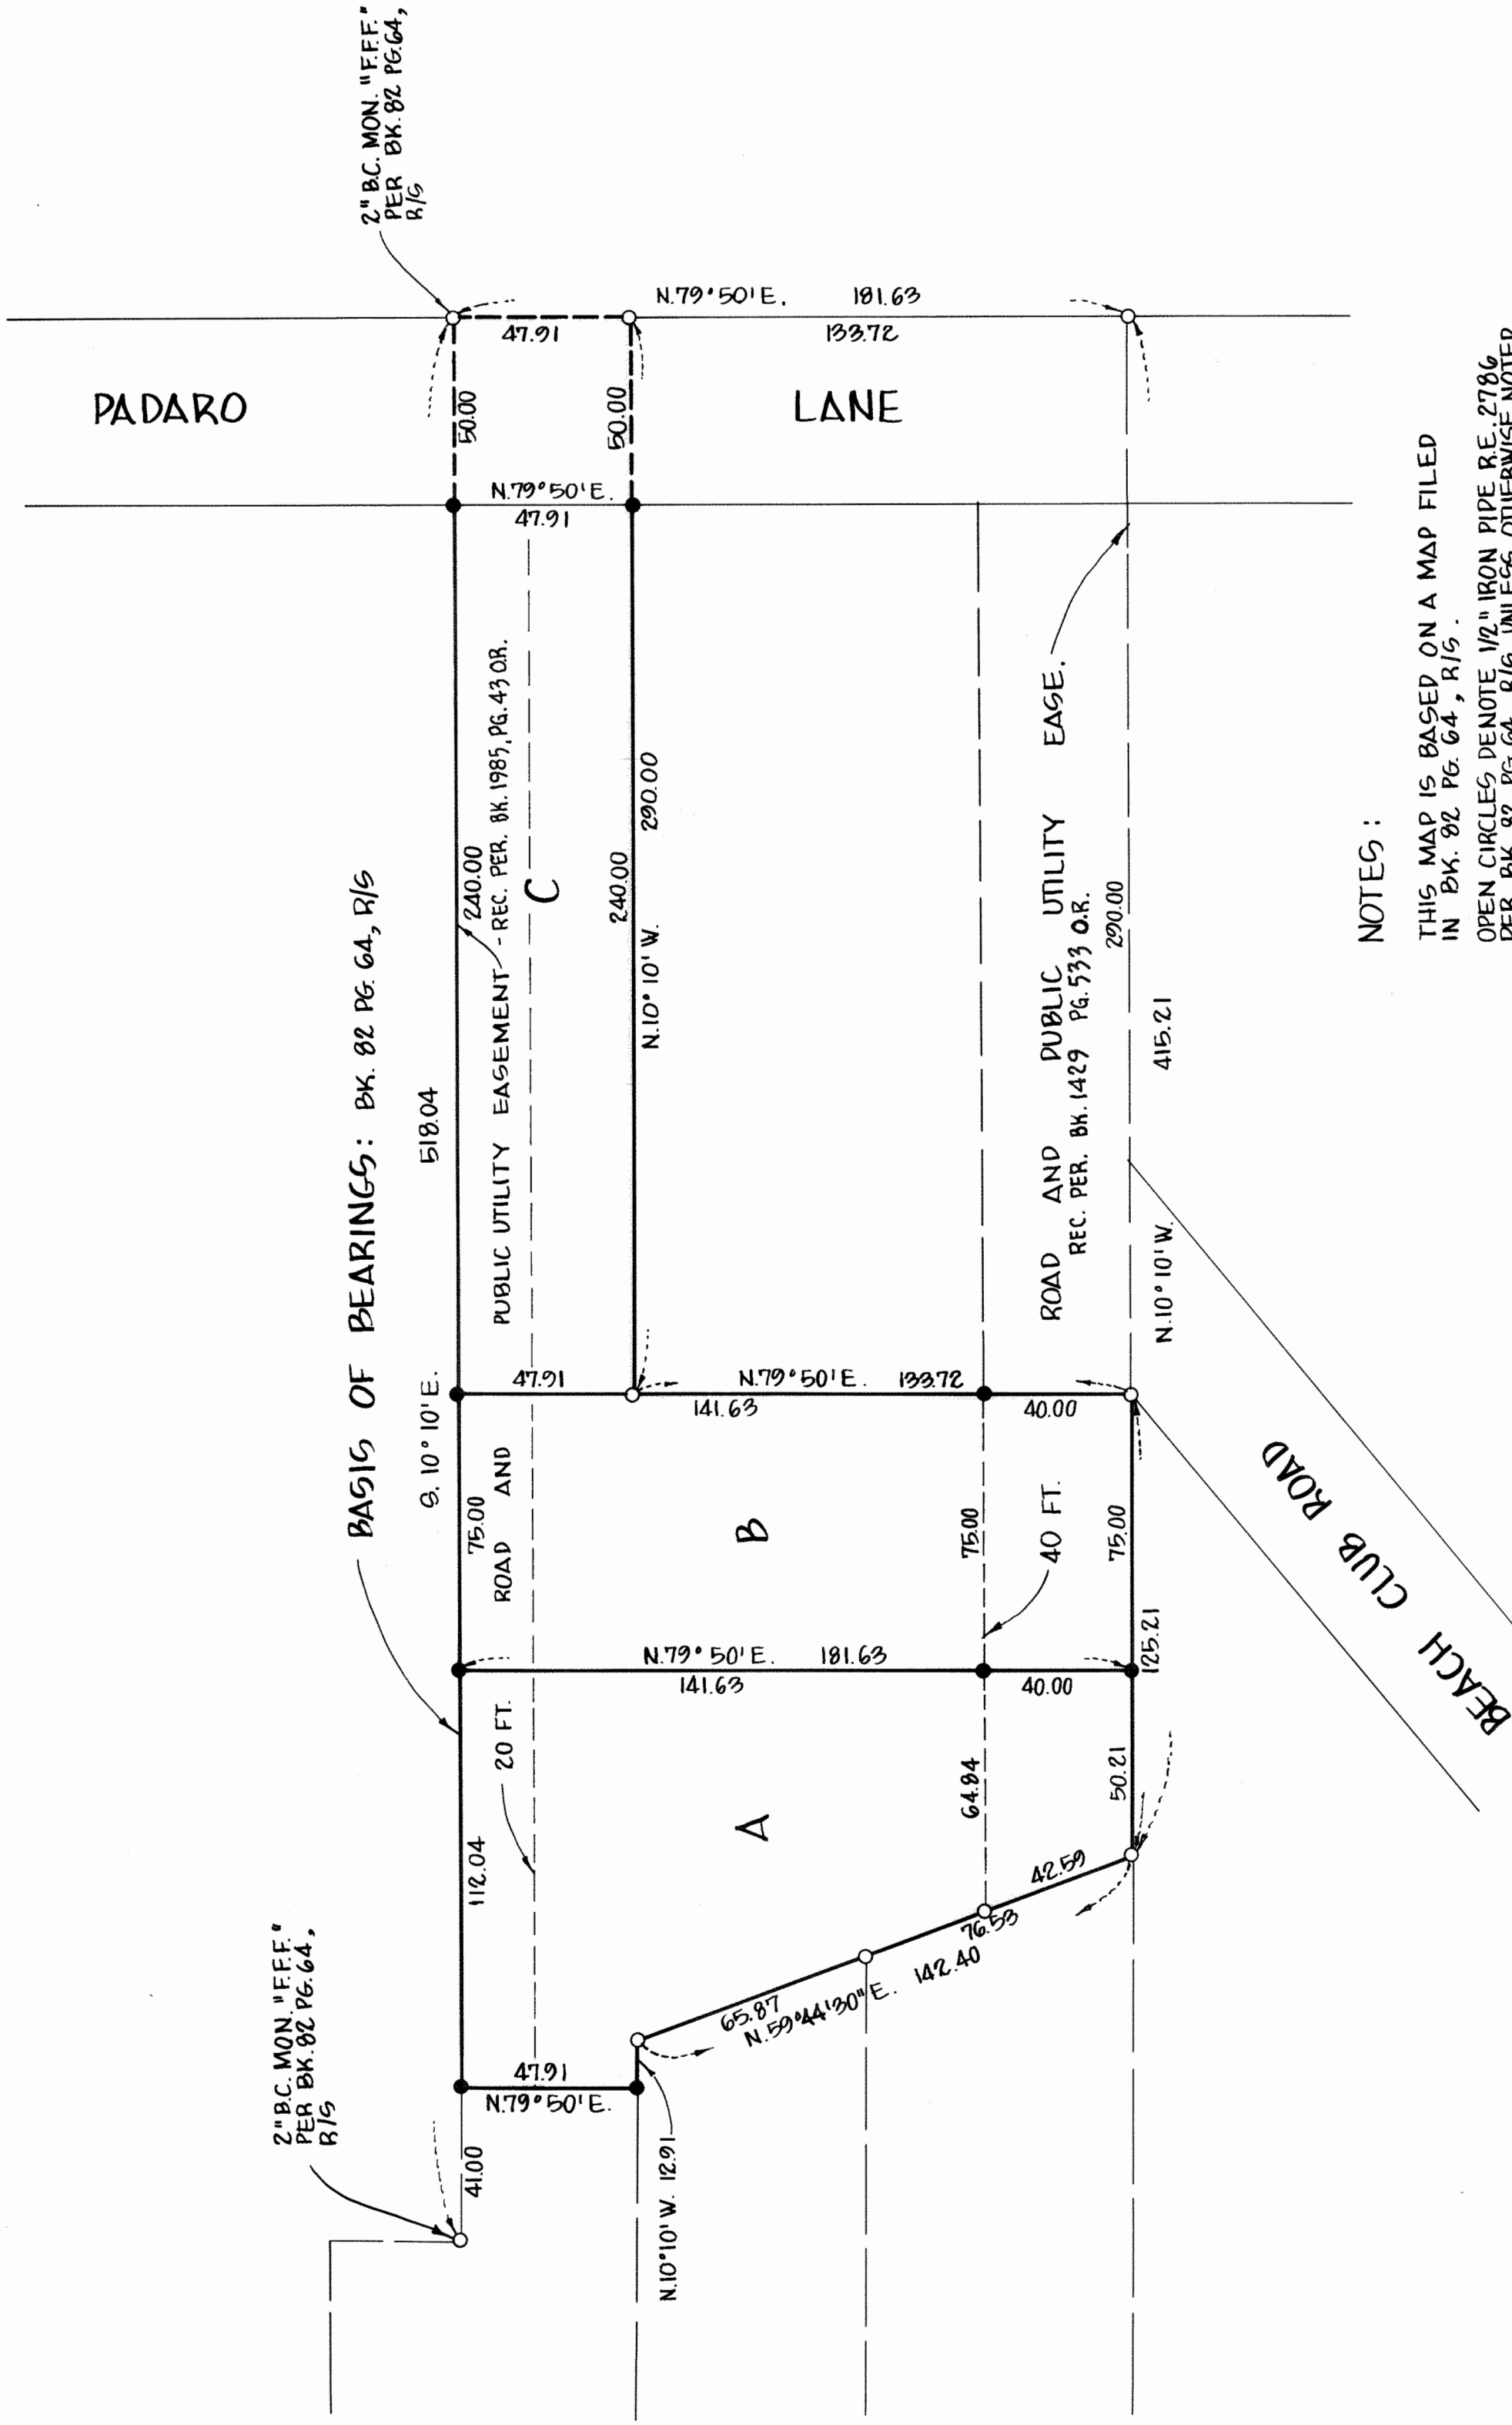 2" B.C. MON. "F.F.F."
PER BK. 82 PG. 64,
R/S
N.79°50'E. 181.63
47.91
133.72
PADARO
LANE
50.00
50.00
N.79°50'E.
47.91
BASIS OF BEARINGS: BK. 82 PG. 64, R/S
S. 10° 10' E.
518.04
240.00
PUBLIC UTILITY EASEMENT - REC. PER. BK. 1985, PG. 43 O.R.
C
240.00
N.10° 10' W. 290.00
ROAD AND PUBLIC UTILITY EASE.
REC. PER. BK. 1429 PG. 533 O.R.
290.00
N.10° 10' W.
415.21
47.91
N.79° 50' E. 133.72
141.63
40.00
75.00
ROAD AND
B
75.00
40 FT.
75.00
125.21
N.79° 50' E. 181.63
141.63
40.00
20 FT.
112.04
A
64.84
50.21
42.59
76.53
65.87
N.59°44'30"E. 142.40
47.91
N.79°50'E.
N.10°10'W. 12.91
41.00
2" B.C. MON. "F.F.F."
PER BK. 82 PG. 64,
R/S
BEACH CLUB ROAD
NOTES:
THIS MAP IS BASED ON A MAP FILED
IN BK. 82 PG. 64, R/S.
OPEN CIRCLES DENOTE 1/2" IRON PIPE R.E. 2786
PER BK. 82 PG. 64 R/S UNLESS OTHERWISE NOTED